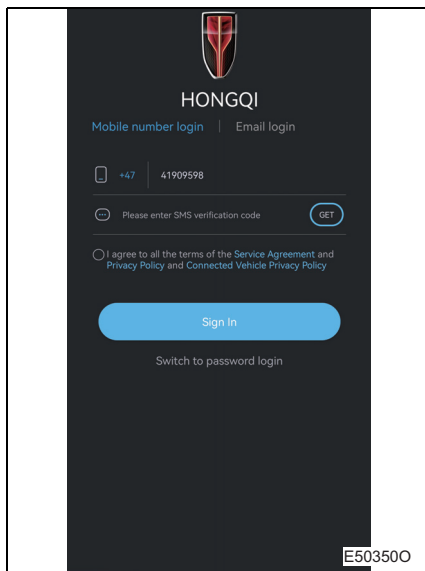 HONGQI
Mobile number login | Email login
+47 41909598
Please enter SMS verification code GET
I agree to all the terms of the Service Agreement and
Privacy Policy and Connected Vehicle Privacy Policy
Sign In
Switch to password login
E50350O